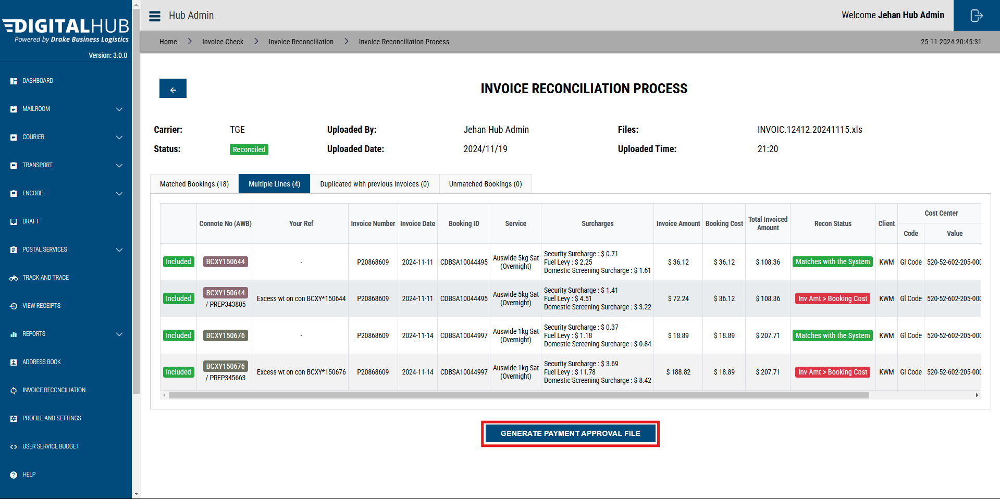 DIGITALHUB
Powered by Drake Business Logistics
Version: 3.0.0
DASHBOARD
MAILROOM
COURIER
TRANSPORT
ENCODE
DRAFT
POSTAL SERVICES
TRACK AND TRACE
VIEW RECEIPTS
REPORTS
ADDRESS BOOK
INVOICE RECONCILIATION
PROFILE AND SETTINGS
USER SERVICE BUDGET
HELP
Hub Admin
Welcome Jehan Hub Admin
Home > Invoice Check > Invoice Reconciliation > Invoice Reconciliation Process
25-11-2024 20:45:31
INVOICE RECONCILIATION PROCESS
Carrier: TGE Uploaded By: Jehan Hub Admin Files: INVOIC.12412.20241115.xls
Status: Reconciled Uploaded Date: 2024/11/19 Uploaded Time: 21:20
Matched Bookings (18) Multiple Lines (4) Duplicated with previous Invoices (0) Unmatched Bookings (0)
Connote No (AWB) Your Ref Invoice Number Invoice Date Booking ID Service Surcharges Invoice Amount Booking Cost Total Invoiced Amount Recon Status Client Cost Center
Code Value
Included BCXY150644 - P20868609 2024-11-11 CDBSA10044495 Auswide 5kg Sat (Overnight) Security Surcharge : $ 0.71 Fuel Levy : $ 2.25 Domestic Screening Surcharge : $ 1.61 $ 36.12 $ 36.12 $ 108.36 Matches with the System KWM Gl Code 520-52-602-205-000
Included BCXY150644 / PREP343805 Excess wt on con BCXY*150644 P20868609 2024-11-11 CDBSA10044495 Auswide 5kg Sat (Overnight) Security Surcharge : $ 1.41 Fuel Levy : $ 4.51 Domestic Screening Surcharge : $ 3.22 $ 72.24 $ 36.12 $ 108.36 Inv Amt > Booking Cost KWM Gl Code 520-52-602-205-000
Included BCXY150676 - P20868609 2024-11-14 CDBSA10044997 Auswide 1kg Sat (Overnight) Security Surcharge : $ 0.37 Fuel Levy : $ 1.18 Domestic Screening Surcharge : $ 0.84 $ 18.89 $ 18.89 $ 207.71 Matches with the System KWM Gl Code 520-52-602-205-000
Included BCXY150676 / PREP345663 Excess wt on con BCXY*150676 P20868609 2024-11-14 CDBSA10044997 Auswide 1kg Sat (Overnight) Security Surcharge : $ 3.69 Fuel Levy : $ 11.78 Domestic Screening Surcharge : $ 8.42 $ 188.82 $ 18.89 $ 207.71 Inv Amt > Booking Cost KWM Gl Code 520-52-602-205-000
GENERATE PAYMENT APPROVAL FILE